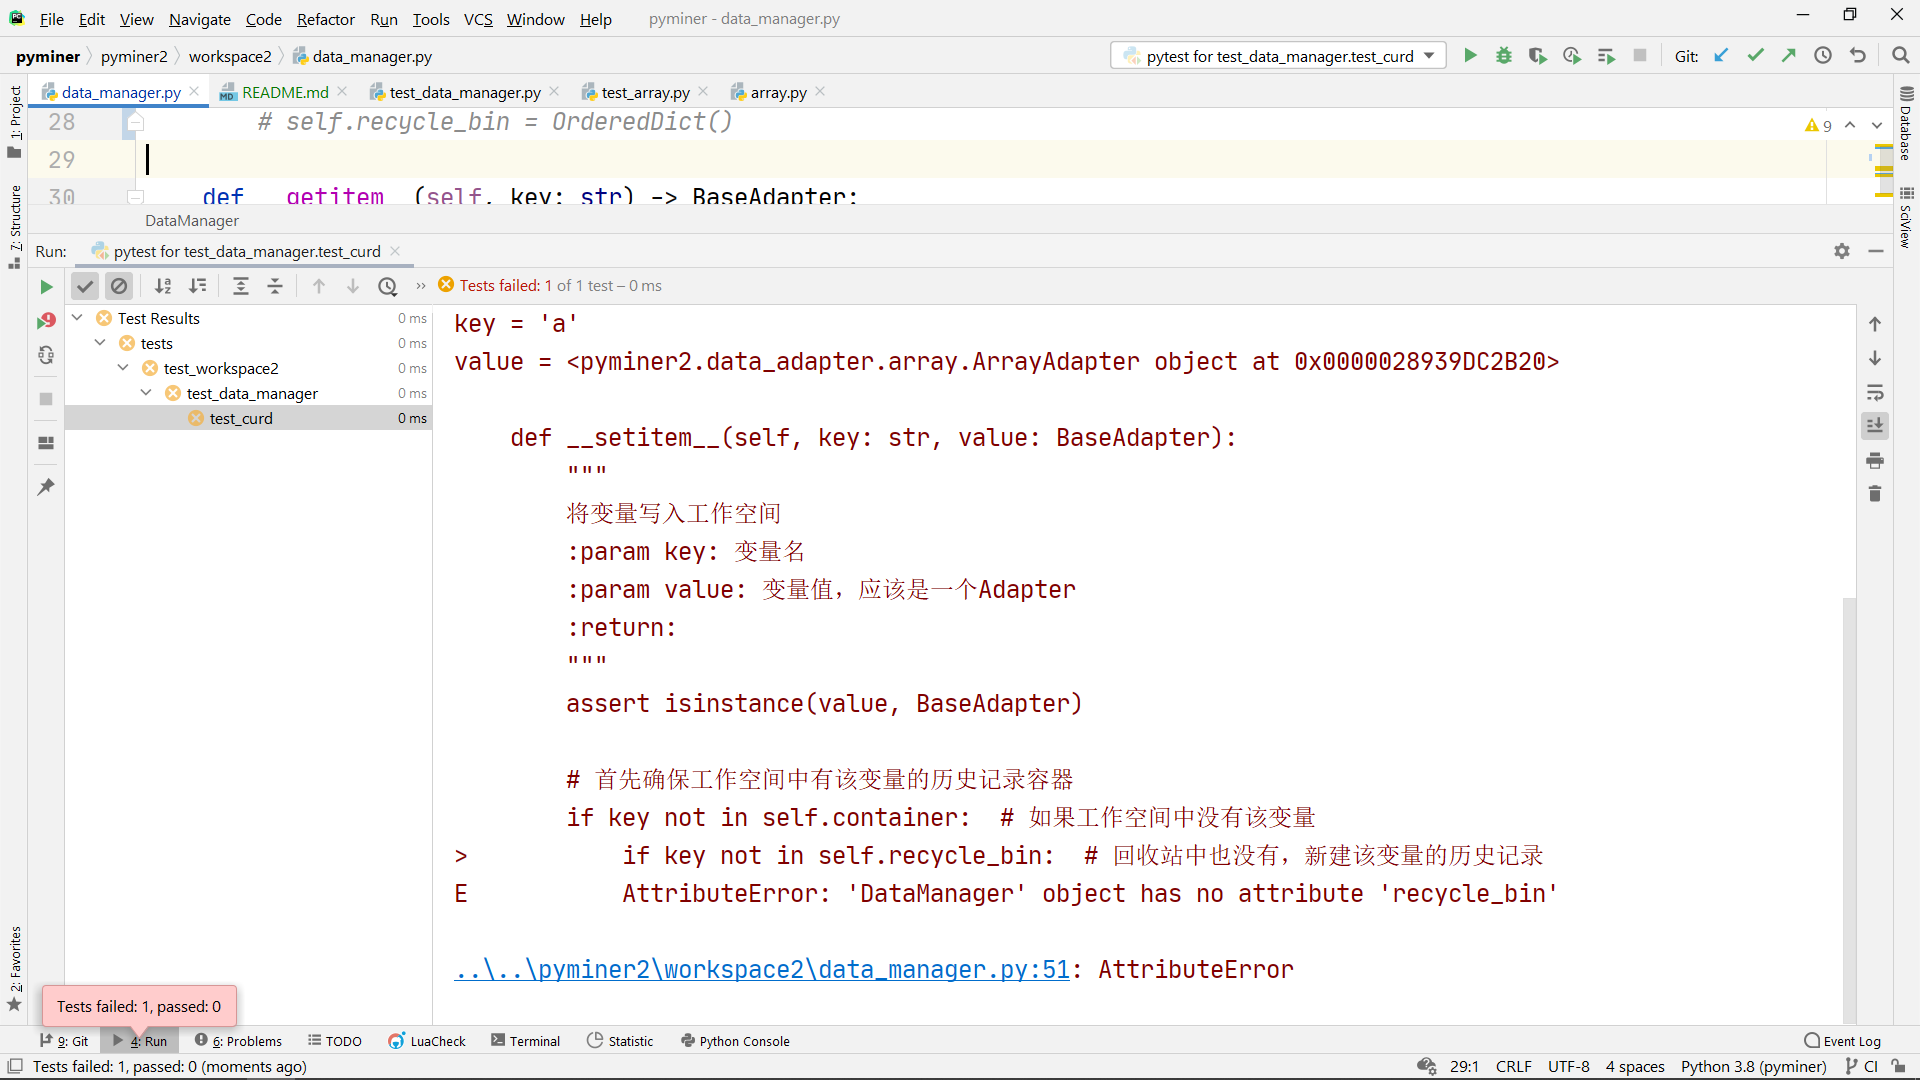 File Edit View Navigate Code Refactor Run Tools VCS Window Help pyminer - data_manager.py
pyminer pyminer2 workspace2 data_manager.py pytest for test_data_manager.test_curd Git:
data_manager.py README.md test_data_manager.py test_array.py array.py
28 # self.recycle_bin = OrderedDict()
9
29
30 def __getitem__(self, key: str) -> BaseAdapter:
DataManager
Run: pytest for test_data_manager.test_curd
Tests failed: 1 of 1 test – 0 ms
Test Results 0 ms
tests 0 ms
test_workspace2 0 ms
test_data_manager 0 ms
test_curd 0 ms
key = 'a'
value = <pyminer2.data_adapter.array.ArrayAdapter object at 0x0000028939DC2B20>
def __setitem__(self, key: str, value: BaseAdapter):
"""
将变量写入工作空间
:param key: 变量名
:param value: 变量值，应该是一个Adapter
:return:
"""
assert isinstance(value, BaseAdapter)
# 首先确保工作空间中有该变量的历史记录容器
if key not in self.container:  # 如果工作空间中没有该变量
> if key not in self.recycle_bin:  # 回收站中也没有，新建该变量的历史记录
E AttributeError: 'DataManager' object has no attribute 'recycle_bin'
..\..\pyminer2\workspace2\data_manager.py:51: AttributeError
1: Project
7: Structure
2: Favorites
Database
SciView
Tests failed: 1, passed: 0
9: Git 4: Run 6: Problems TODO LuaCheck Terminal Statistic Python Console Event Log
Tests failed: 1, passed: 0 (moments ago) 29:1 CRLF UTF-8 4 spaces Python 3.8 (pyminer) CI